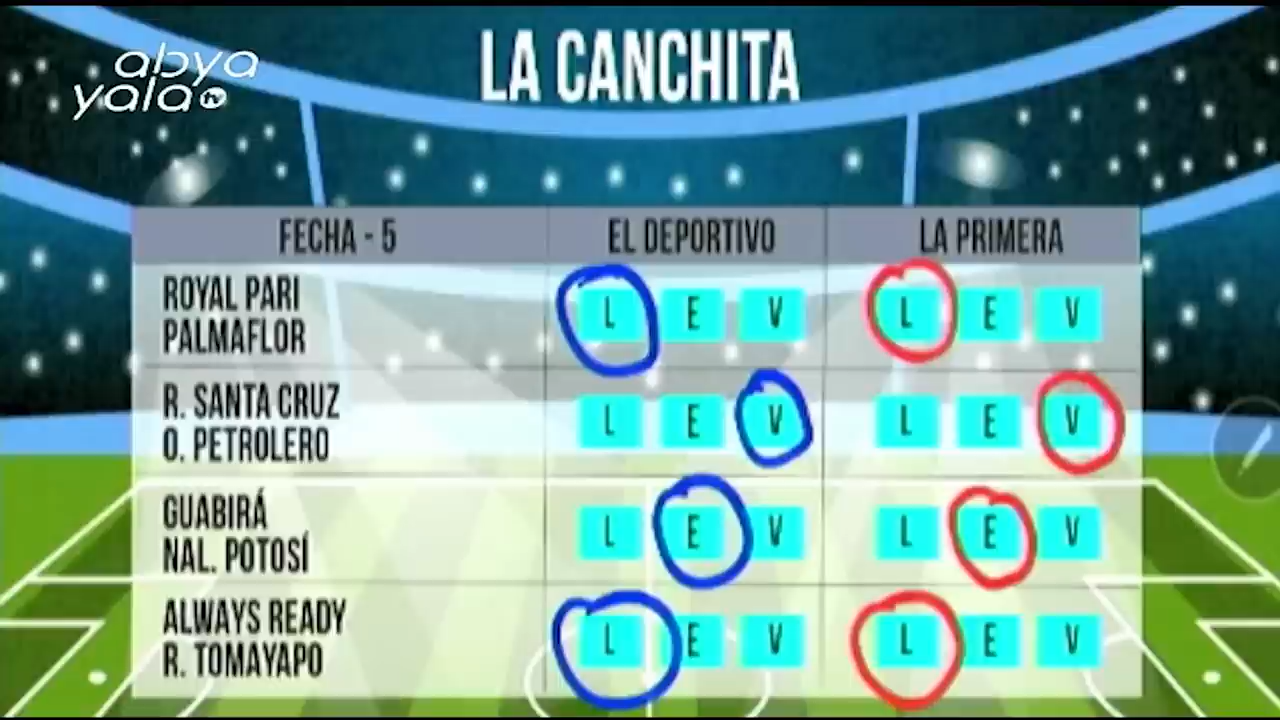 abya
yala tv
LA CANCHITA
FECHA - 5 EL DEPORTIVO LA PRIMERA
ROYAL PARI
PALMAFLOR
L E V L E V
R. SANTA CRUZ
O. PETROLERO
L E V L E V
GUABIRÁ
NAL. POTOSÍ
L E V L E V
ALWAYS READY
R. TOMAYAPO
L E V L E V